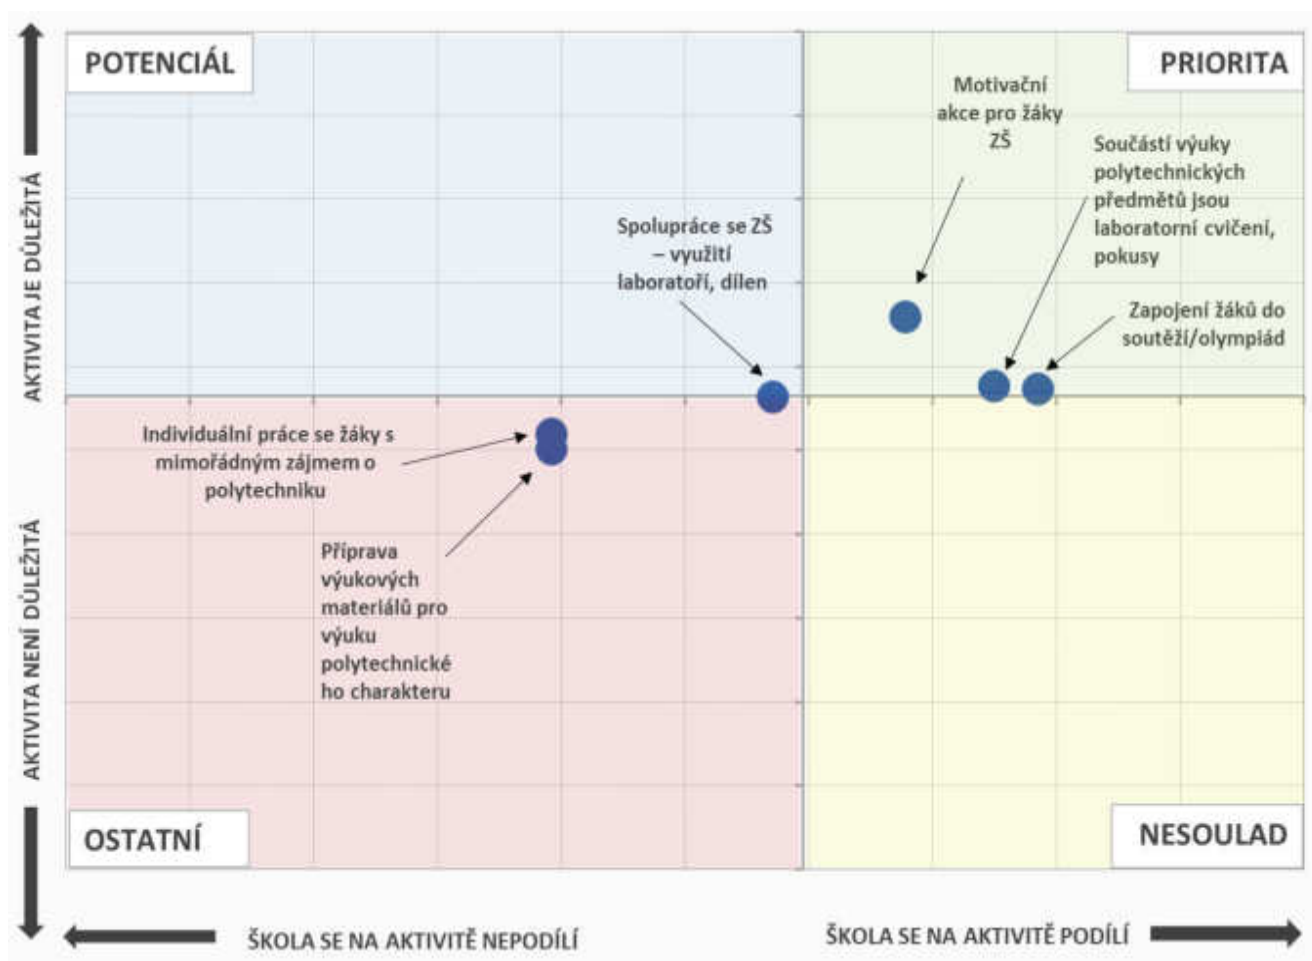 POTENCIÁL
PRIORITA
Motivační
akce pro žáky
ZŠ
Součástí výuky
polytechnických
předmětů jsou
laboratorní cvičení,
pokusy
Spolupráce se ZŠ
– využití
laboratoří, dílen
Zapojení žáků do
soutěží/olympiád
AKTIVITA JE DŮLEŽITÁ
Individuální práce se žáky s
mimořádným zájmem o
polytechniku
Příprava
výukových
materiálů pro
výuku
polytechnické
ho charakteru
AKTIVITA NENÍ DŮLEŽITÁ
OSTATNÍ
NESOULAD
ŠKOLA SE NA AKTIVITĚ NEPODÍLÍ
ŠKOLA SE NA AKTIVITĚ PODÍLÍ